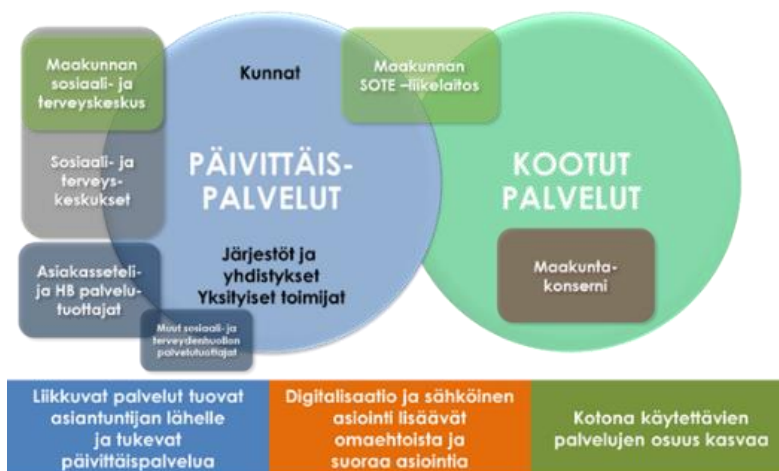 Maakunnan
sosiaali- ja
terveyskeskus
Kunnat
Maakunnan
SOTE –liikelaitos
Sosiaali- ja
terveys-
keskukset
PÄIVITTÄIS-
PALVELUT
KOOTUT
PALVELUT
Järjestöt ja
yhdistykset
Yksityiset toimijat
Asiakasseteli-
ja HB palvelu-
tuottajat
Maakunta-
konserni
Muut sosiaali- ja
terveydenhuollon
palvelutuottajat
Liikkuvat palvelut tuovat
asiantuntijan lähelle
ja tukevat
päivittäispalvelua
Digitalisaatio ja sähköinen
asiointi lisäävät
omaehtoista ja
suoraa asiointia
Kotona käytettävien
palvelujen osuus kasvaa